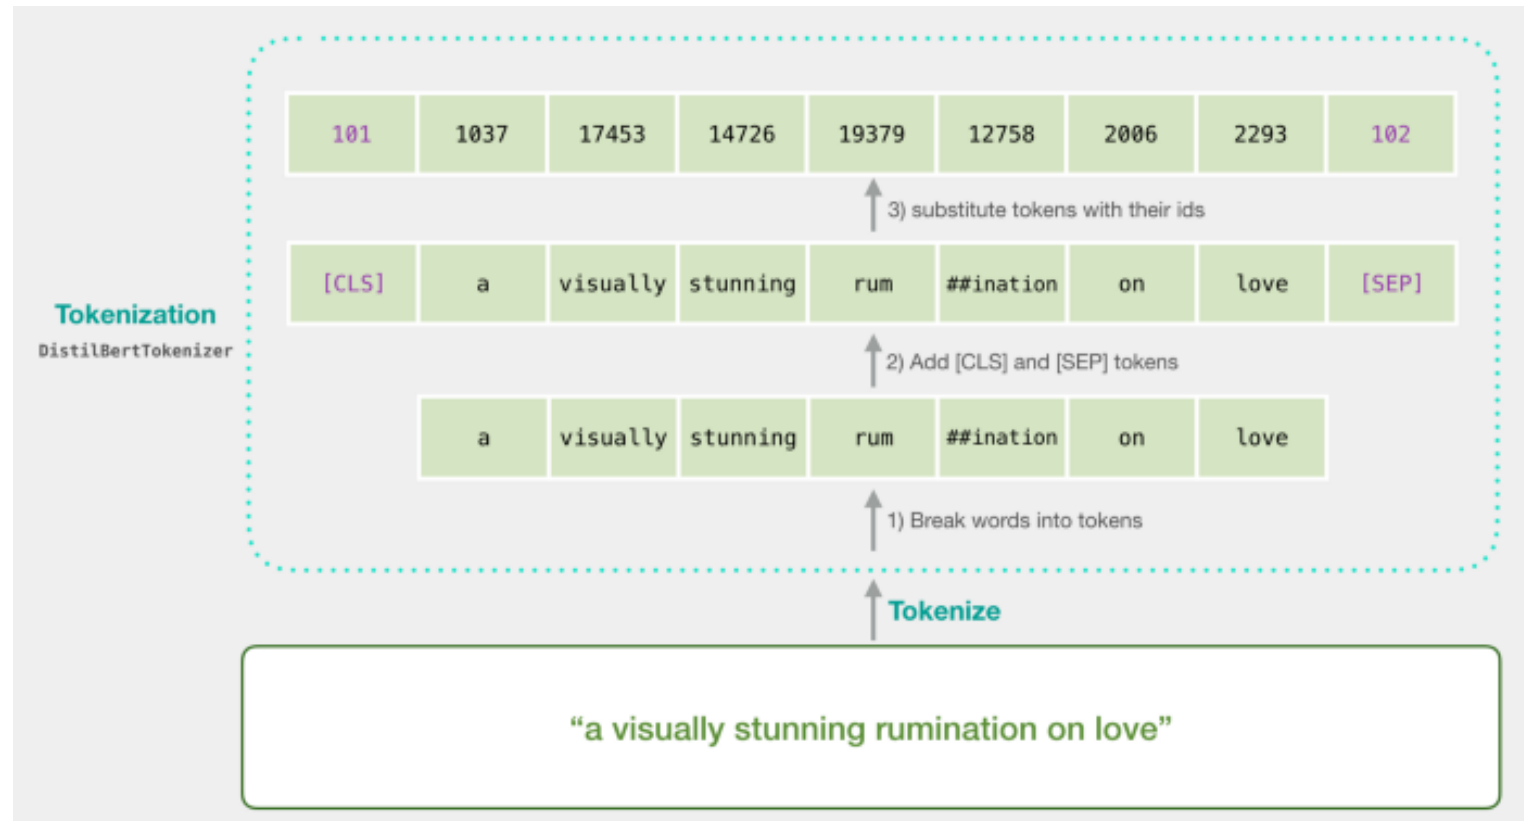 101 1037 17453 14726 19379 12758 2006 2293 102
3) substitute tokens with their ids
[CLS] a visually stunning rum ##ination on love [SEP]
Tokenization
DistilBertTokenizer
2) Add [CLS] and [SEP] tokens
a visually stunning rum ##ination on love
1) Break words into tokens
Tokenize
“a visually stunning rumination on love”